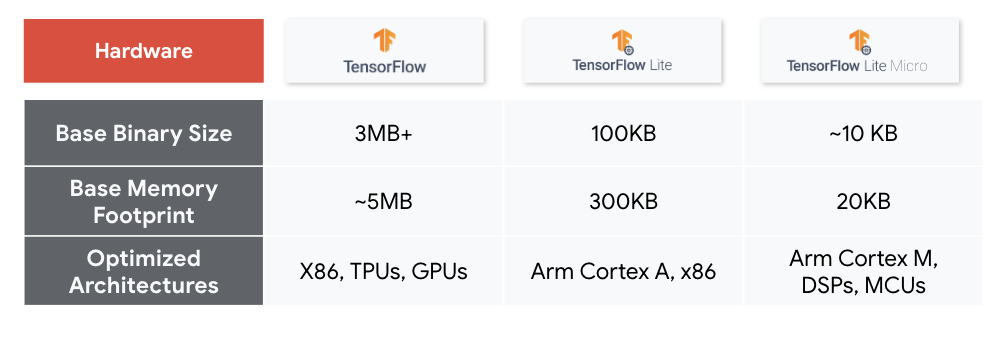 Hardware
TensorFlow
TensorFlow Lite
TensorFlow Lite Micro
Base Binary Size
3MB+
100KB
~10 KB
Base Memory
Footprint
~5MB
300KB
20KB
Optimized
Architectures
X86, TPUs, GPUs
Arm Cortex A, x86
Arm Cortex M,
DSPs, MCUs